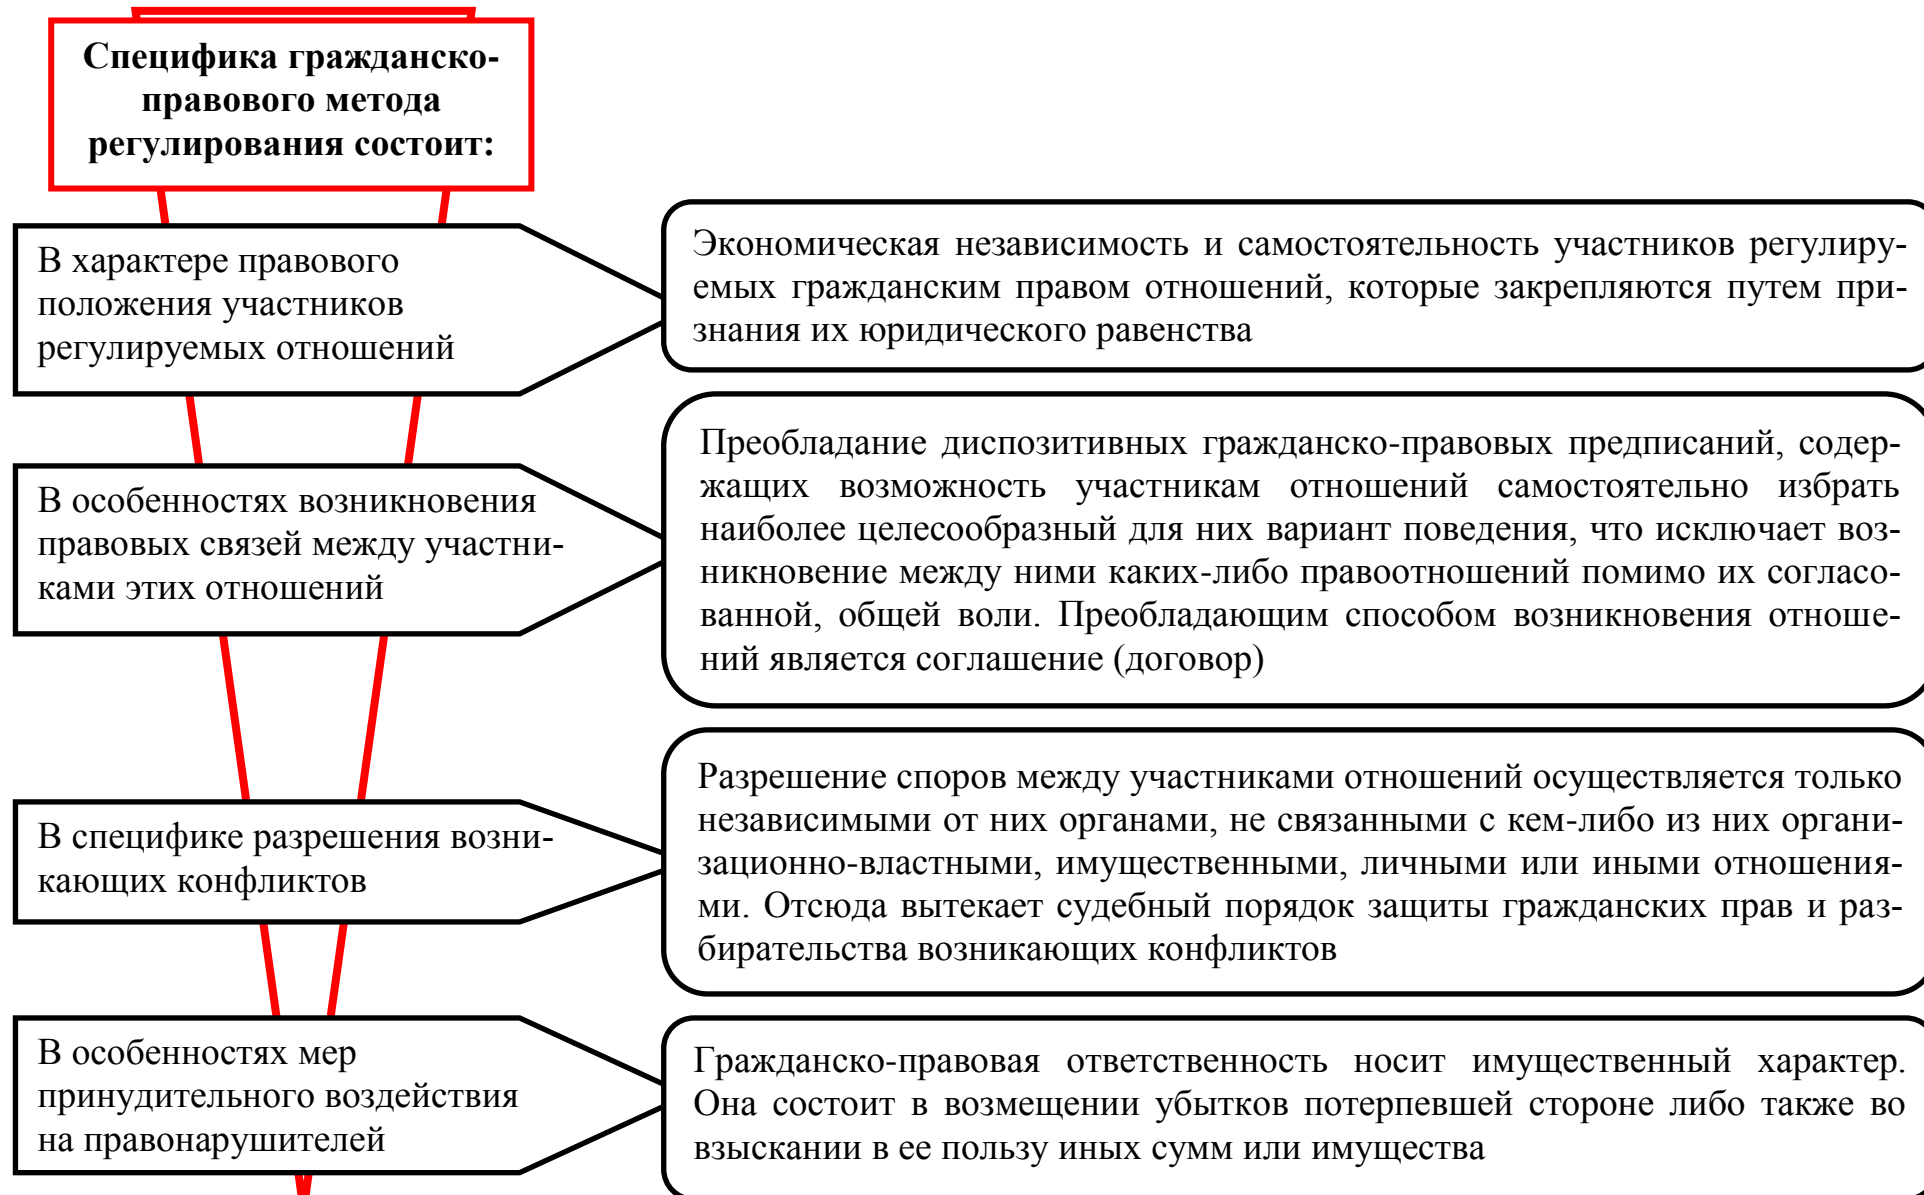 Специфика гражданско-
правового метода
регулирования состоит:
В характере правового
положения участников
регулируемых отношений
Экономическая независимость и самостоятельность участников регулиру-
емых гражданским правом отношений, которые закрепляются путем при-
знания их юридического равенства
В особенностях возникновения
правовых связей между участни-
ками этих отношений
Преобладание диспозитивных гражданско-правовых предписаний, содер-
жащих возможность участникам отношений самостоятельно избрать
наиболее целесообразный для них вариант поведения, что исключает воз-
никновение между ними каких-либо правоотношений помимо их согласо-
ванной, общей воли. Преобладающим способом возникновения отноше-
ний является соглашение (договор)
В специфике разрешения возни-
кающих конфликтов
Разрешение споров между участниками отношений осуществляется только
независимыми от них органами, не связанными с кем-либо из них органи-
зационно-властными, имущественными, личными или иными отношения-
ми. Отсюда вытекает судебный порядок защиты гражданских прав и раз-
бирательства возникающих конфликтов
В особенностях мер
принудительного воздействия
на правонарушителей
Гражданско-правовая ответственность носит имущественный характер.
Она состоит в возмещении убытков потерпевшей стороне либо также во
взыскании в ее пользу иных сумм или имущества